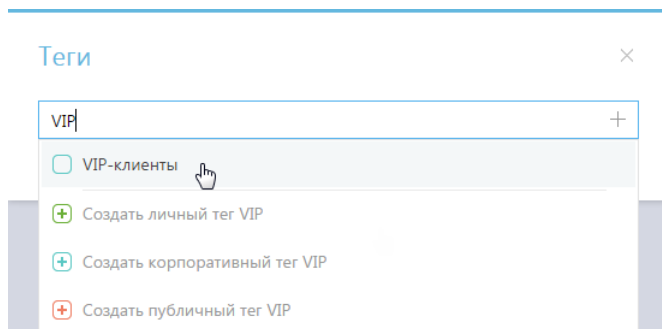 Теги
VIP
VIP-клиенты
Создать личный тег VIP
Создать корпоративный тег VIP
Создать публичный тег VIP